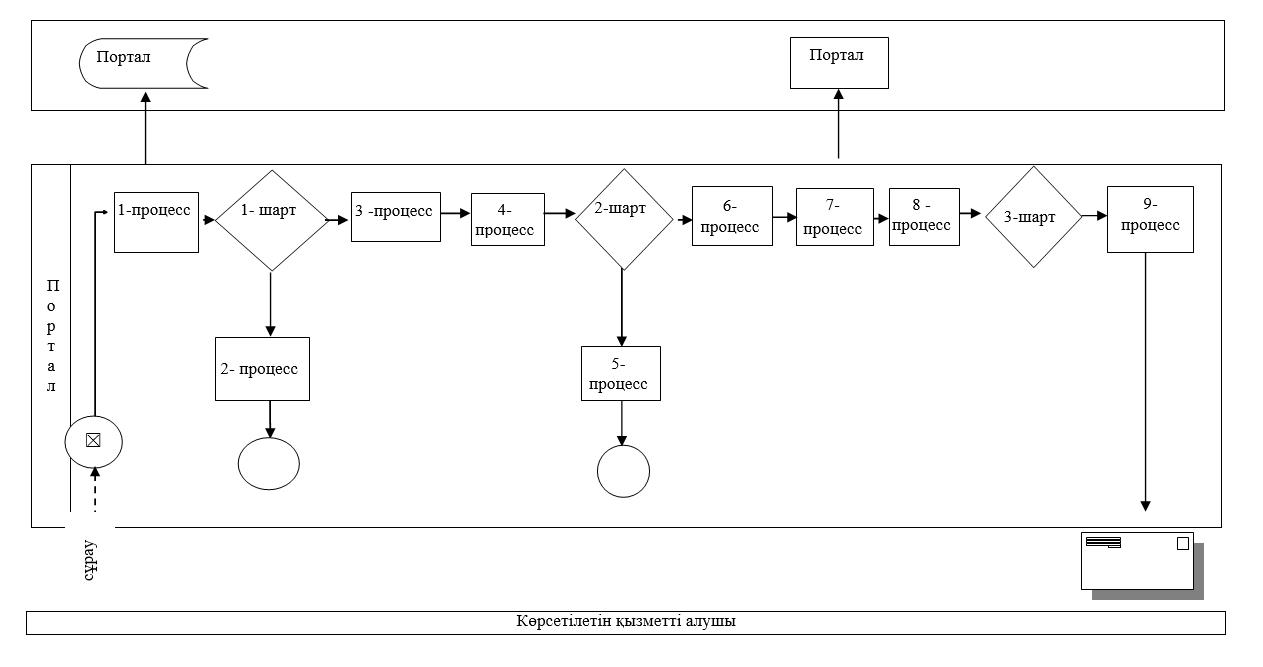 Портал
Портал
1-процесс
1- шарт
3 -процесс
4-
процесс
2-шарт
6-
процесс
7-
процесс
8 -
процесс
3-шарт
9-
процесс
Портал
2- процесс
5-
процесс
сұрау
Көрсетілетін қызметті алушы